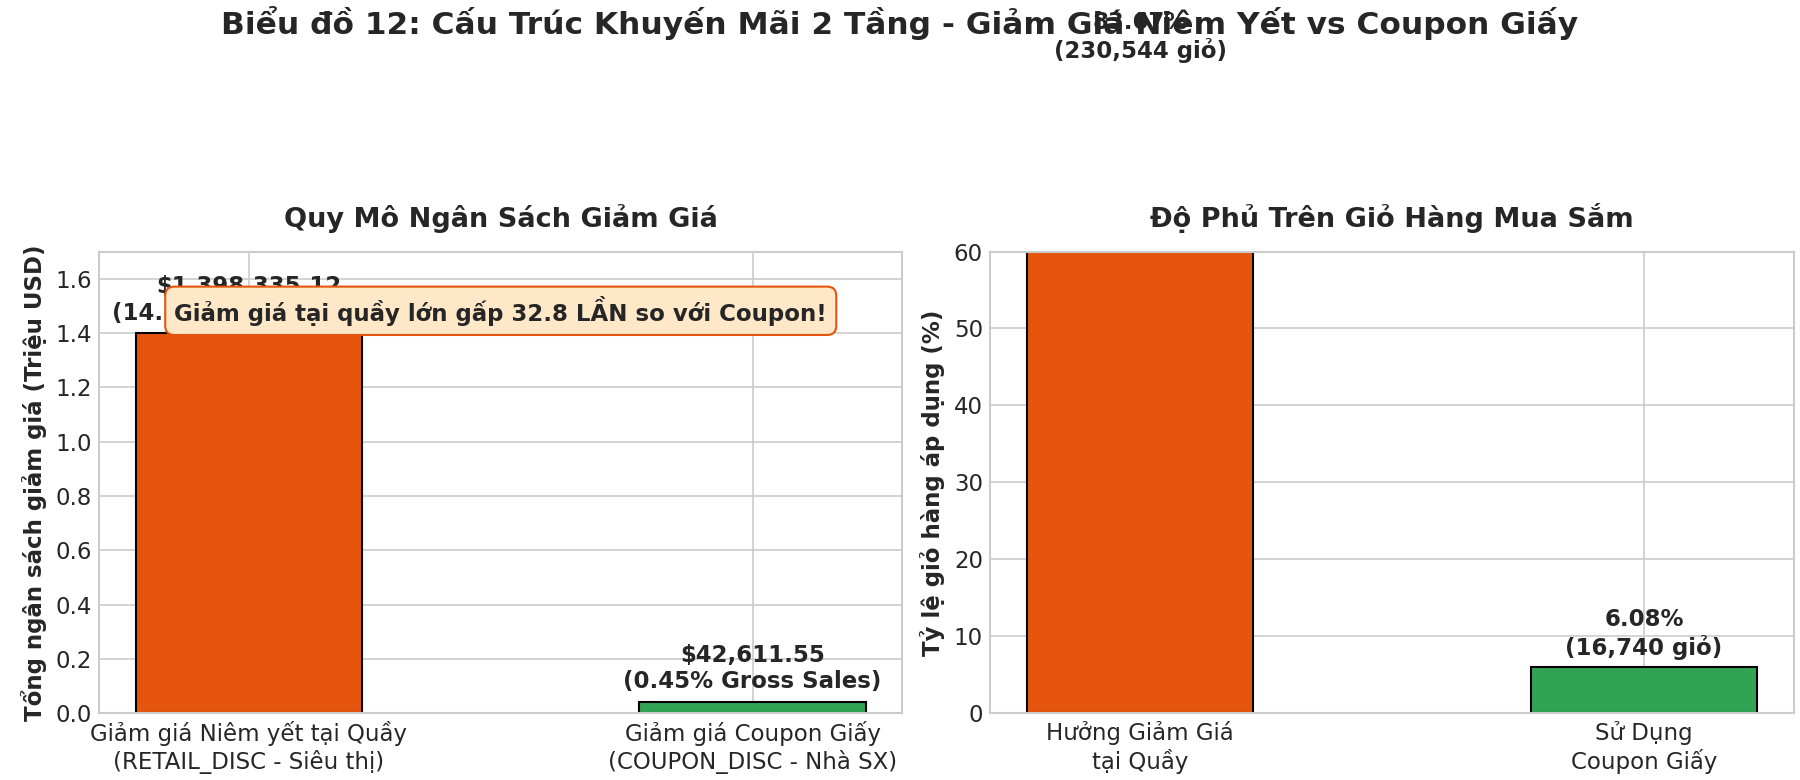 Biểu đồ 12: Cấu Trúc Khuyến Mãi 2 Tầng - Giảm Giá Niêm Yết vs Coupon Giấy
(230,544 giỏ)
Quy Mô Ngân Sách Giảm Giá
Tổng ngân sách giảm giá (Triệu USD)
1.6
1.4
1.2
1.0
0.8
0.6
0.4
0.2
0.0
$1,398,335.12
(14.
Giảm giá tại quầy lớn gấp 32.8 LẦN so với Coupon!
$42,611.55
(0.45% Gross Sales)
Giảm giá Niêm yết tại Quầy
(RETAIL_DISC - Siêu thị)
Giảm giá Coupon Giấy
(COUPON_DISC - Nhà SX)
Độ Phủ Trên Giỏ Hàng Mua Sắm
Tỷ lệ giỏ hàng áp dụng (%)
60
50
40
30
20
10
0
6.08%
(16,740 giỏ)
Hưởng Giảm Giá
tại Quầy
Sử Dụng
Coupon Giấy